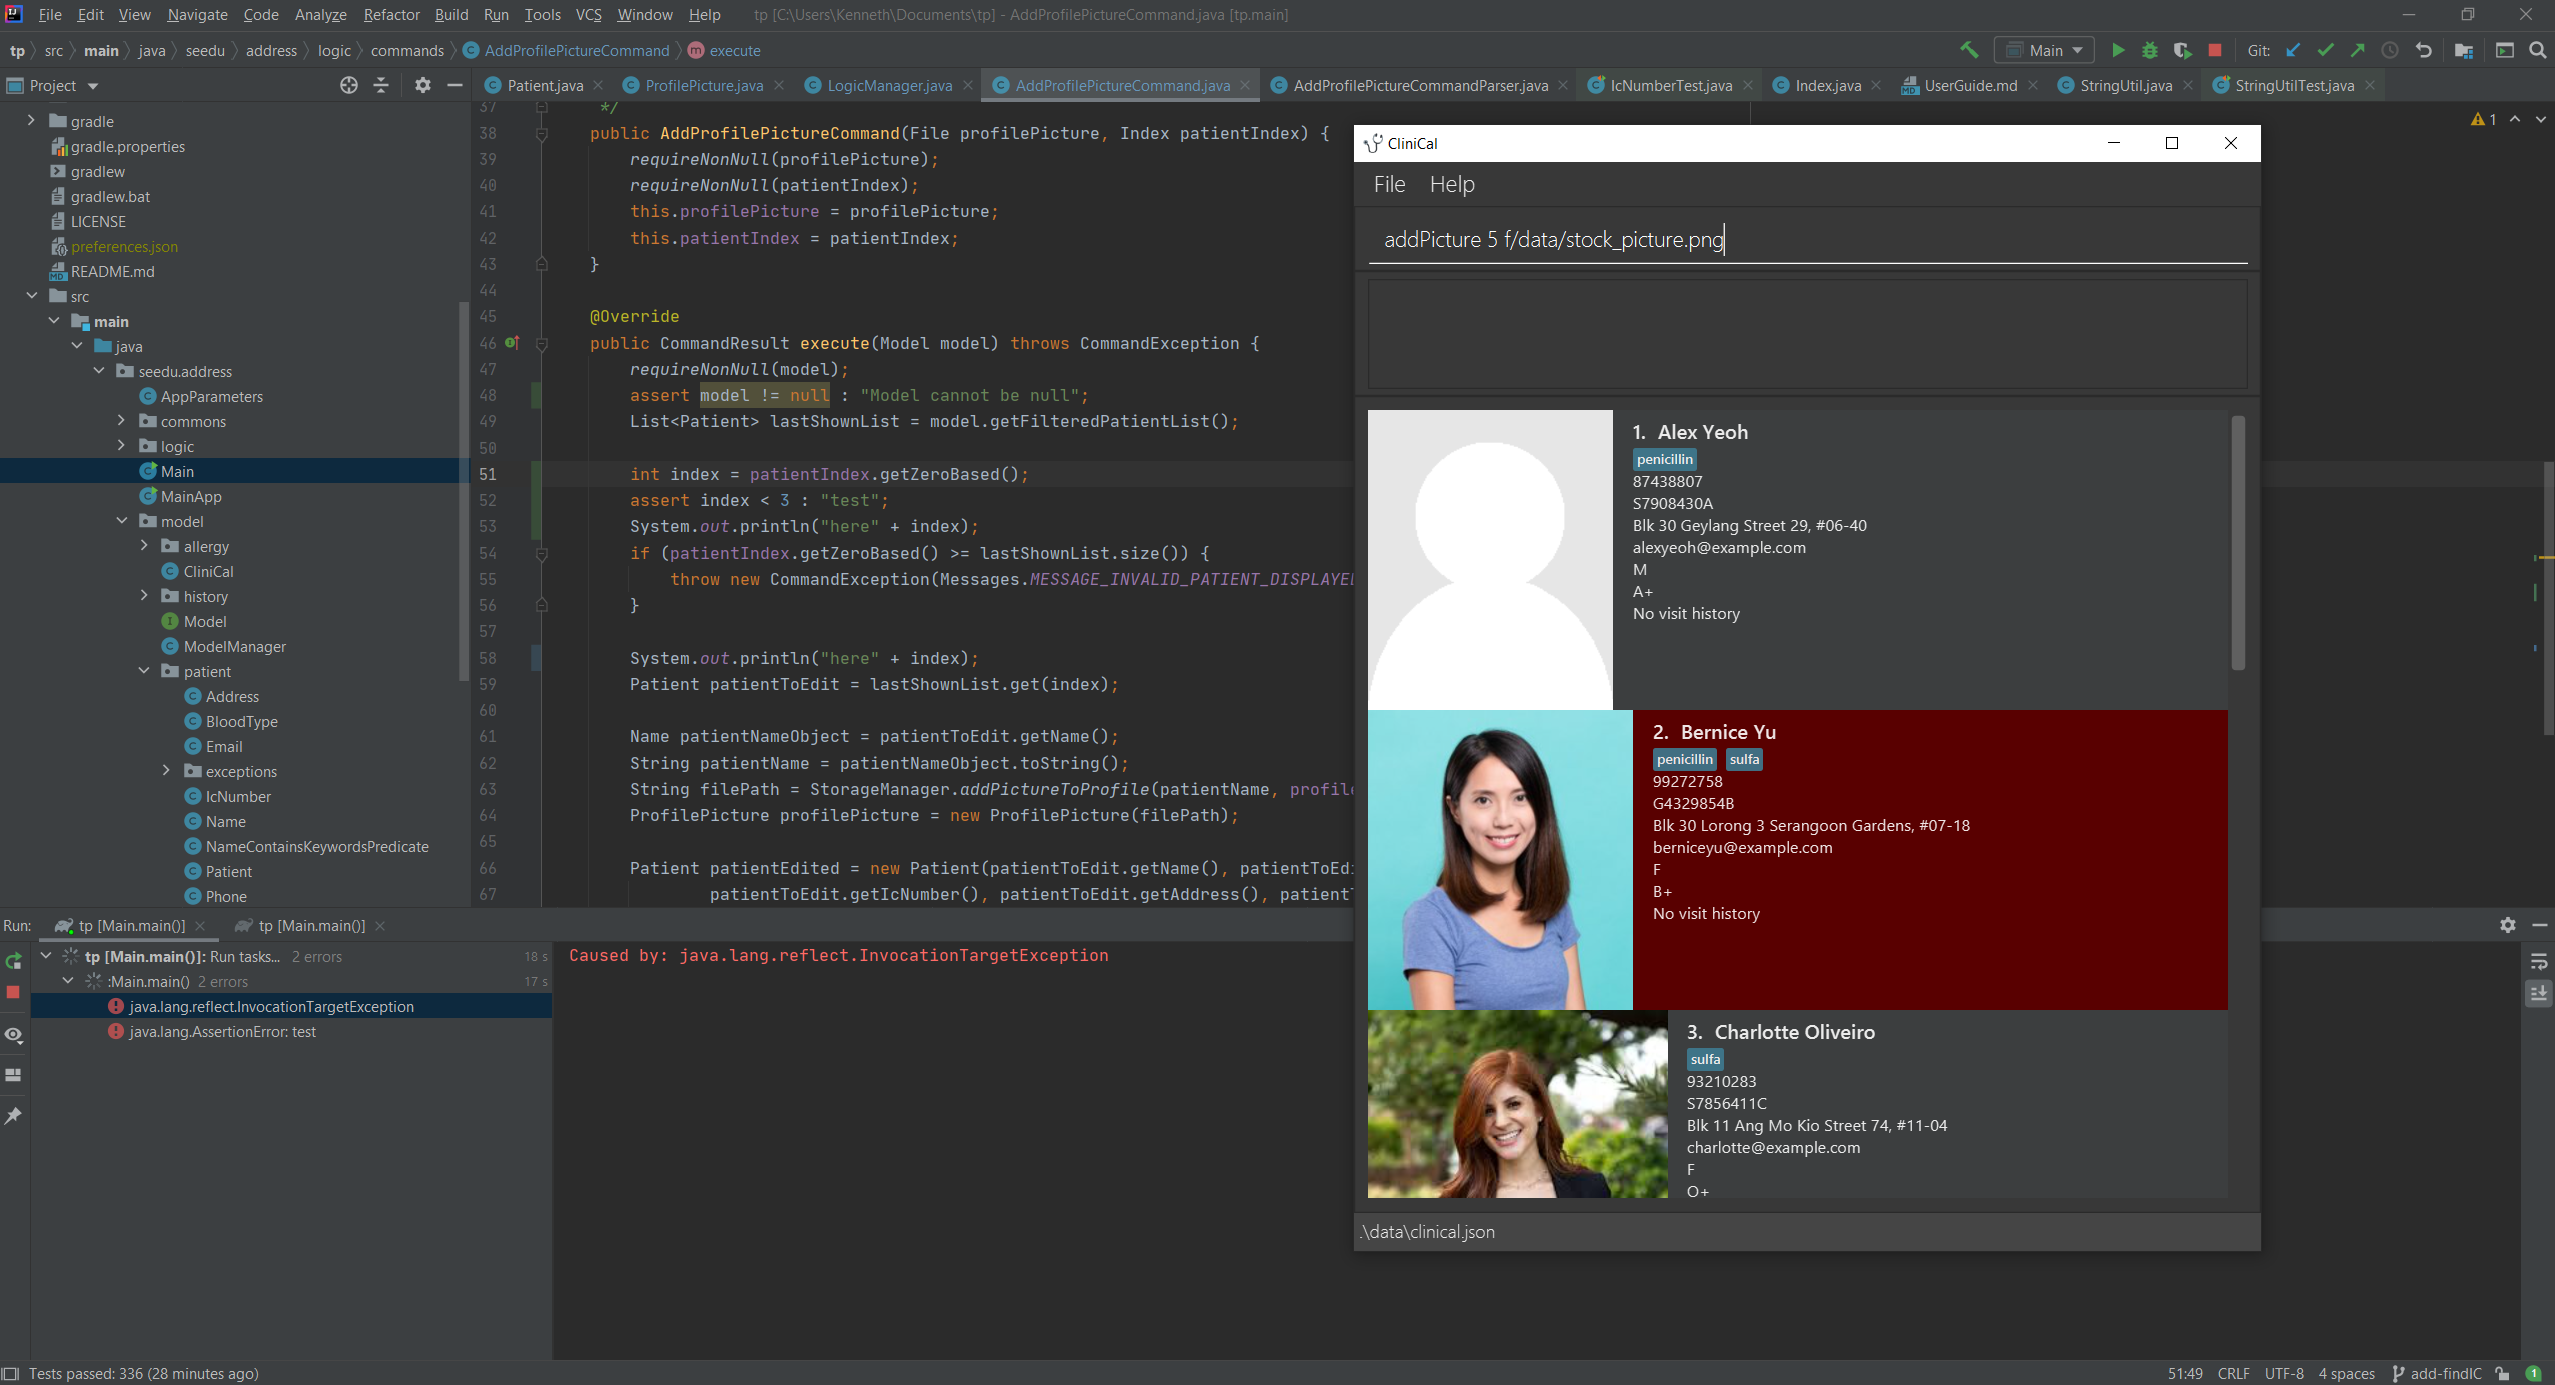 File Edit View Navigate Code Analyze Refactor Build Run Tools VCS Window Help tp [C:\Users\Kenneth\Documents\tp] - AddProfilePictureCommand.java [tp.main]
tp src main java seedu address logic commands AddProfilePictureCommand execute
Main Git:
Project
Patient.java ProfilePicture.java LogicManager.java AddProfilePictureCommand.java AddProfilePictureCommandParser.java IcNumberTest.java Index.java UserGuide.md StringUtil.java StringUtilTest.java
gradle
gradle.properties
gradlew
gradlew.bat
LICENSE
preferences.json
README.md
src
main
java
seedu.address
AppParameters
commons
logic
Main
MainApp
model
allergy
CliniCal
history
Model
ModelManager
patient
Address
BloodType
Email
exceptions
IcNumber
Name
NameContainsKeywordsPredicate
Patient
Phone
37 */
38 public AddProfilePictureCommand(File profilePicture, Index patientIndex) {
39 requireNonNull(profilePicture);
40 requireNonNull(patientIndex);
41 this.profilePicture = profilePicture;
42 this.patientIndex = patientIndex;
43 }
44
45 @Override
46 public CommandResult execute(Model model) throws CommandException {
47 requireNonNull(model);
48 assert model != null : "Model cannot be null";
49 List<Patient> lastShownList = model.getFilteredPatientList();
50
51 int index = patientIndex.getZeroBased();
52 assert index < 3 : "test";
53 System.out.println("here" + index);
54 if (patientIndex.getZeroBased() >= lastShownList.size()) {
55 throw new CommandException(Messages.MESSAGE_INVALID_PATIENT_DISPLAYED
56 }
57
58 System.out.println("here" + index);
59 Patient patientToEdit = lastShownList.get(index);
60
61 Name patientNameObject = patientToEdit.getName();
62 String patientName = patientNameObject.toString();
63 String filePath = StorageManager.addPictureToProfile(patientName, profile
64 ProfilePicture profilePicture = new ProfilePicture(filePath);
65
66 Patient patientEdited = new Patient(patientToEdit.getName(), patientToEdi
67 patientToEdit.getIcNumber(), patientToEdit.getAddress(), patientT
1
CliniCal
File Help
addPicture 5 f/data/stock_picture.png
1. Alex Yeoh
penicillin
87438807
S7908430A
Blk 30 Geylang Street 29, #06-40
alexyeoh@example.com
M
A+
No visit history
2. Bernice Yu
penicillin sulfa
99272758
G4329854B
Blk 30 Lorong 3 Serangoon Gardens, #07-18
berniceyu@example.com
F
B+
No visit history
3. Charlotte Oliveiro
sulfa
93210283
S7856411C
Blk 11 Ang Mo Kio Street 74, #11-04
charlotte@example.com
F
O+
.\data\clinical.json
Run: tp [Main.main()] tp [Main.main()]
tp [Main.main()]: Run tasks... 2 errors 18 s
:Main.main() 2 errors 17 s
java.lang.reflect.InvocationTargetException
java.lang.AssertionError: test
Caused by: java.lang.reflect.InvocationTargetException
Tests passed: 336 (28 minutes ago)
51:49 CRLF UTF-8 4 spaces add-findIC 1